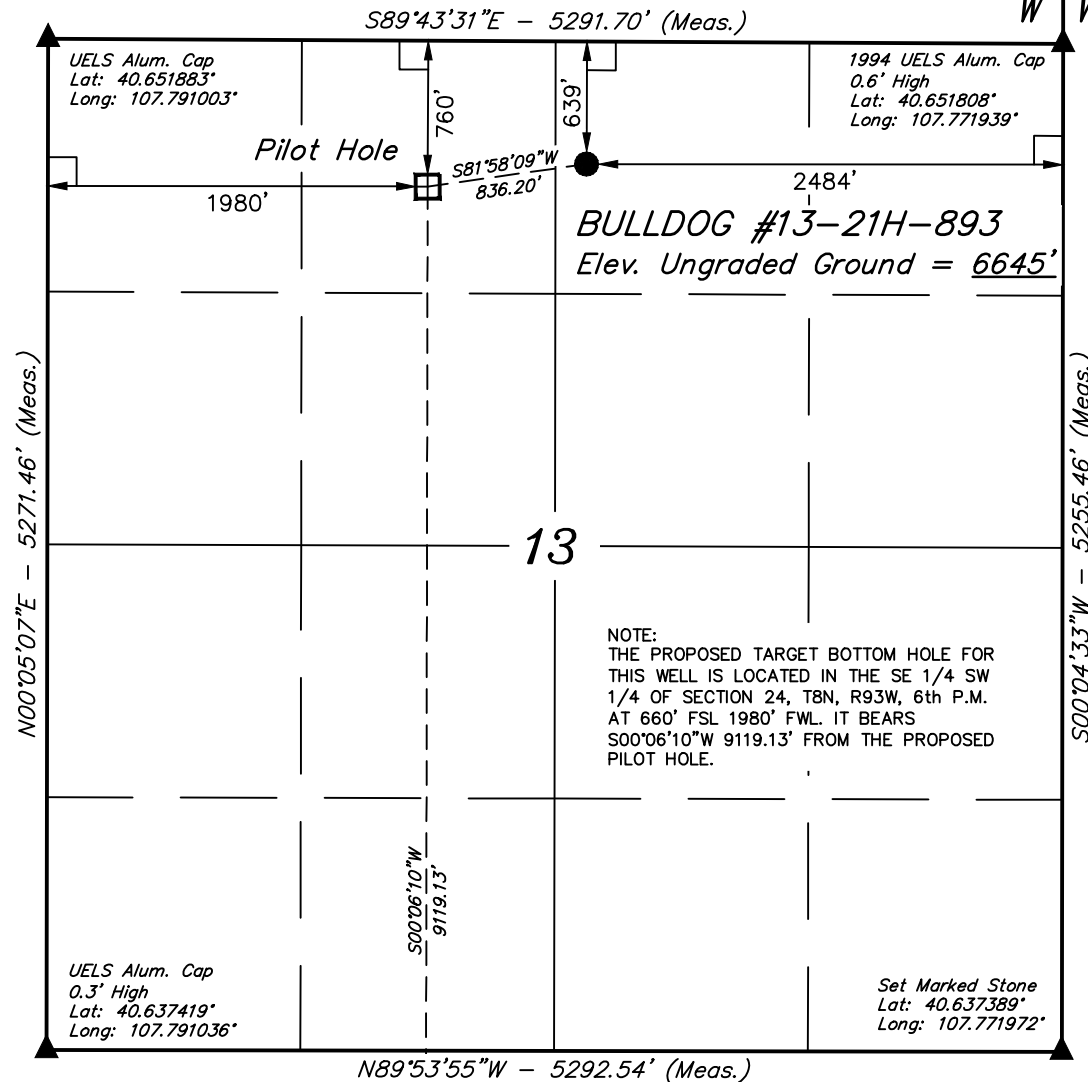 S89°43'31"E - 5291.70' (Meas.)
W
UELS Alum. Cap
Lat: 40.651883°
Long: 107.791003°
1994 UELS Alum. Cap
0.6' High
Lat: 40.651808°
Long: 107.771939°
760'
639'
Pilot Hole
S81°58'09"W
836.20'
1980'
2484'
BULLDOG #13-21H-893
Elev. Ungraded Ground = 6645'
N00°05'07"E - 5271.46' (Meas.)
S00°04'33"W - 5255.46' (Meas.)
13
NOTE:
THE PROPOSED TARGET BOTTOM HOLE FOR
THIS WELL IS LOCATED IN THE SE 1/4 SW
1/4 OF SECTION 24, T8N, R93W, 6th P.M.
AT 660' FSL 1980' FWL. IT BEARS
S00°06'10"W 9119.13' FROM THE PROPOSED
PILOT HOLE.
S00°06'10"W
9119.13'
UELS Alum. Cap
0.3' High
Lat: 40.637419°
Long: 107.791036°
Set Marked Stone
Lat: 40.637389°
Long: 107.771972°
N89°53'55"W - 5292.54' (Meas.)